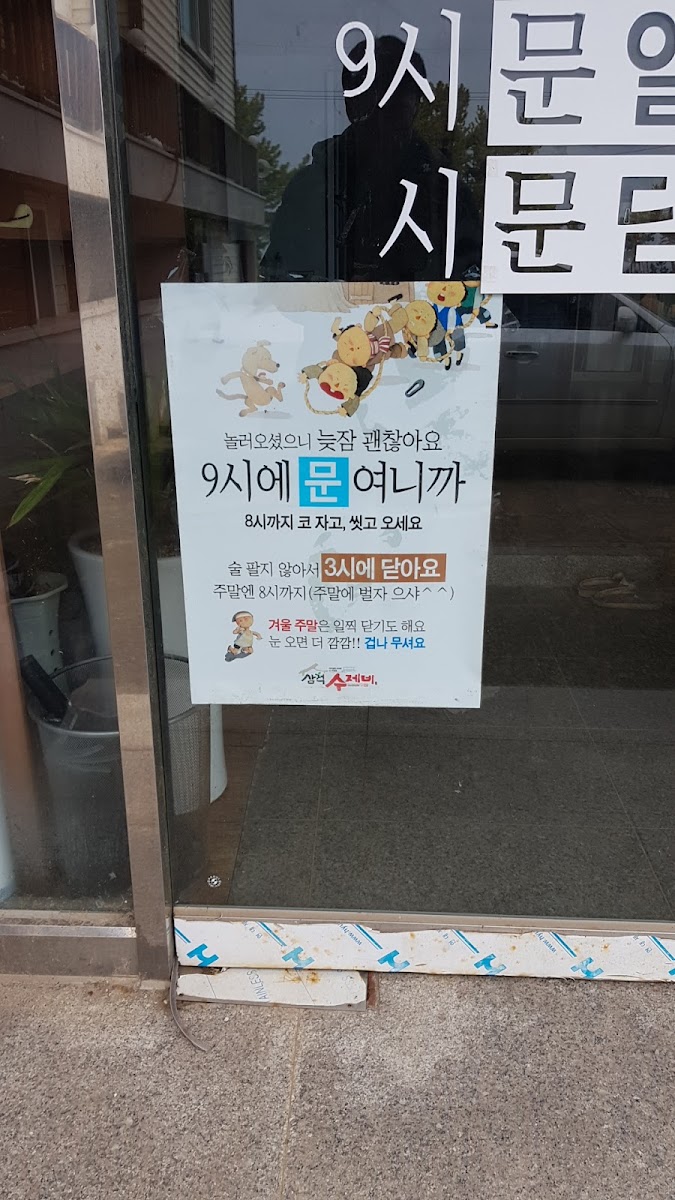 9시 문
시 문 닫
놀러오셨으니 늦잠 괜찮아요
9시에 문 여니까
8시까지 코 자고, 씻고 오세요
술 팔지 않아서 3시에 닫아요
주말엔 8시까지(주말에 벌자 으샤^^)
겨울 주말은 일찍 닫기도 해요
눈 오면 더 깜깜!! 겁나 무셔요
수제비